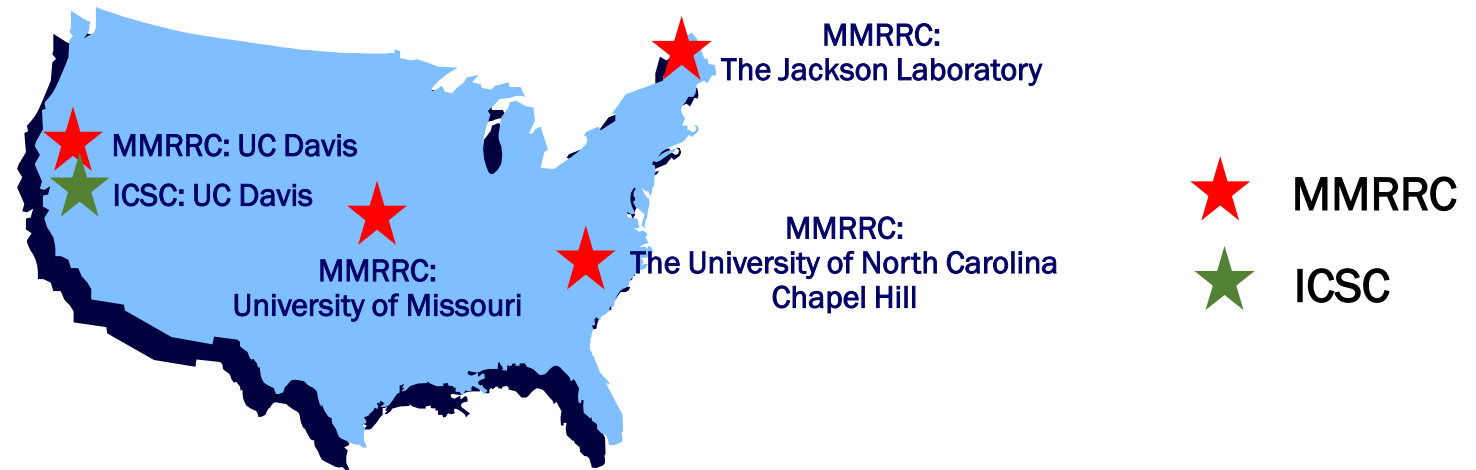 MMRRC:
The Jackson Laboratory
MMRRC: UC Davis
ICSC: UC Davis
MMRRC:
University of Missouri
MMRRC:
The University of North Carolina
Chapel Hill
MMRRC
ICSC